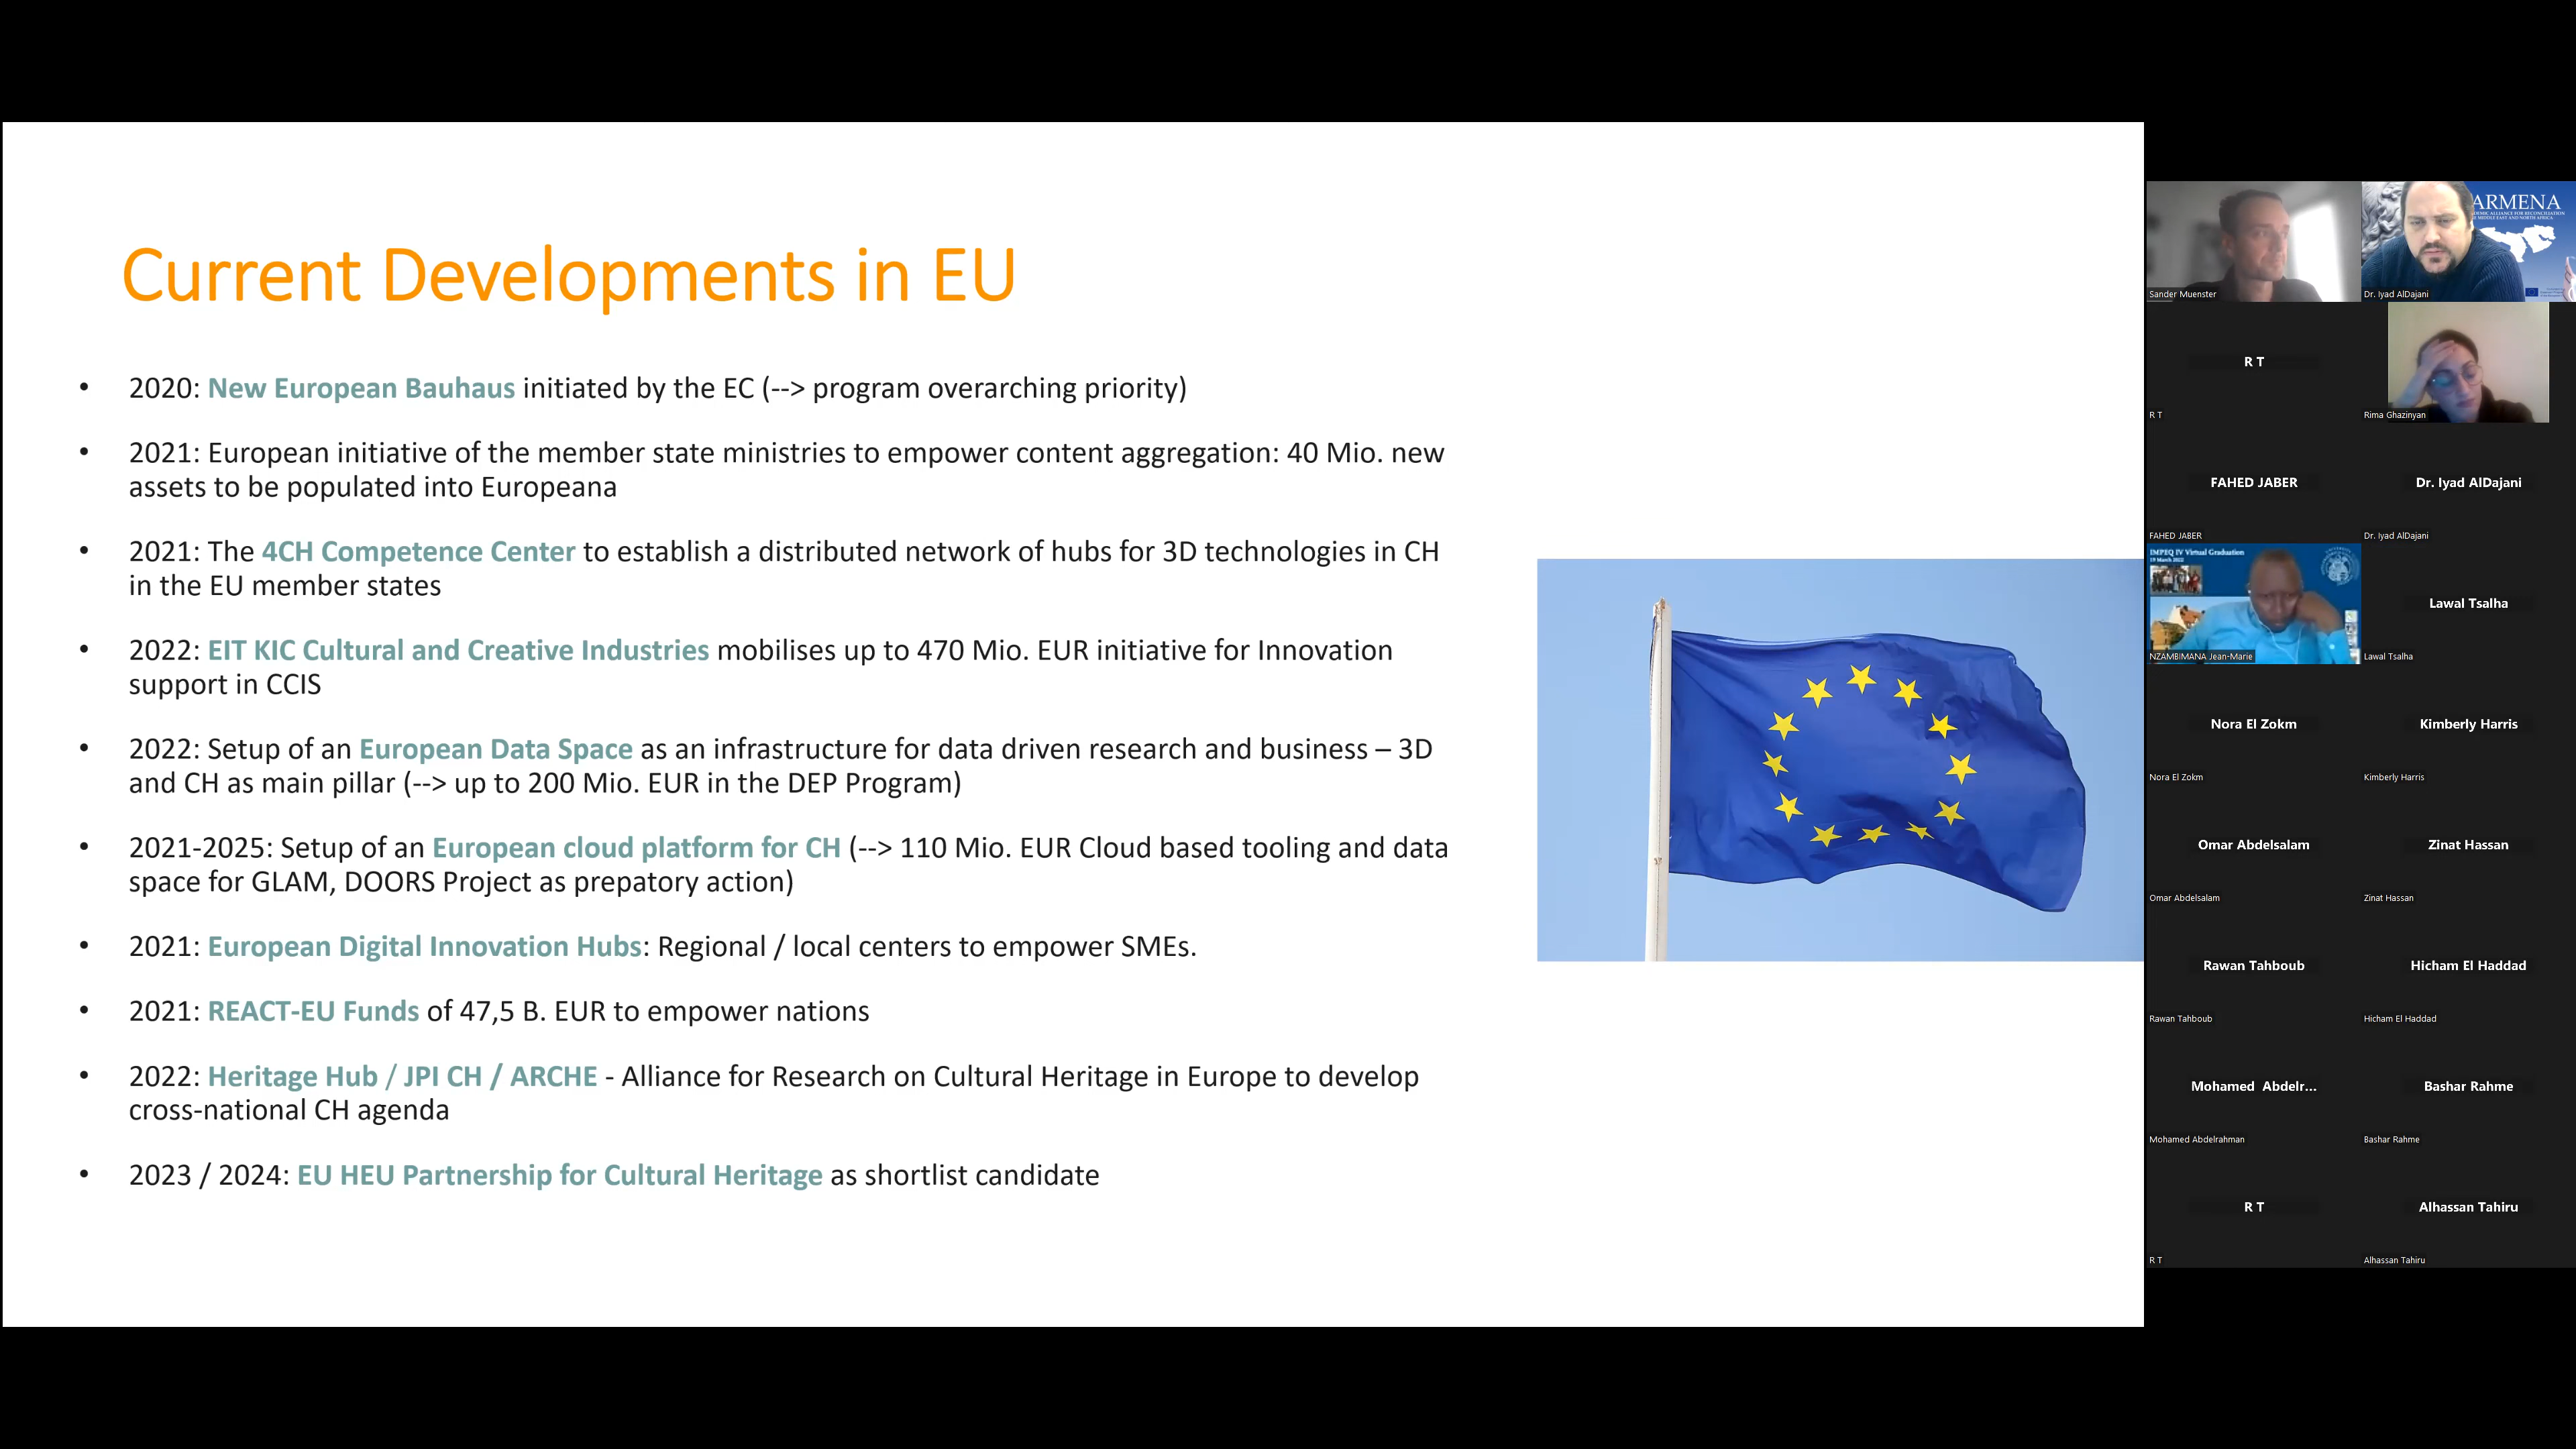 Current Developments in EU
• 2020: New European Bauhaus initiated by the EC (--> program overarching priority)
• 2021: European initiative of the member state ministries to empower content aggregation: 40 Mio. new
assets to be populated into Europeana
• 2021: The 4CH Competence Center to establish a distributed network of hubs for 3D technologies in CH
in the EU member states
• 2022: EIT KIC Cultural and Creative Industries mobilises up to 470 Mio. EUR initiative for Innovation
support in CCIS
• 2022: Setup of an European Data Space as an infrastructure for data driven research and business – 3D
and CH as main pillar (--> up to 200 Mio. EUR in the DEP Program)
• 2021-2025: Setup of an European cloud platform for CH (--> 110 Mio. EUR Cloud based tooling and data
space for GLAM, DOORS Project as prepatory action)
• 2021: European Digital Innovation Hubs: Regional / local centers to empower SMEs.
• 2021: REACT-EU Funds of 47,5 B. EUR to empower nations
• 2022: Heritage Hub / JPI CH / ARCHE - Alliance for Research on Cultural Heritage in Europe to develop
cross-national CH agenda
• 2023 / 2024: EU HEU Partnership for Cultural Heritage as shortlist candidate
Sander Muenster
ARMENA
ALLIANCE FOR RECONCILIATION
MIDDLE EAST AND NORTH AFRICA
Dr. Iyad AlDajani
R T
R T
Rima Ghazinyan
FAHED JABER
FAHED JABER
Dr. Iyad AlDajani
Dr. Iyad AlDajani
IMPEQ IV Virtual Graduation
19 March 2022
NZAMBIMANA Jean-Marie
Lawal Tsalha
Lawal Tsalha
Nora El Zokm
Nora El Zokm
Kimberly Harris
Kimberly Harris
Omar Abdelsalam
Omar Abdelsalam
Zinat Hassan
Zinat Hassan
Rawan Tahboub
Rawan Tahboub
Hicham El Haddad
Hicham El Haddad
Mohamed Abdelr...
Mohamed Abdelrahman
Bashar Rahme
Bashar Rahme
R T
R T
Alhassan Tahiru
Alhassan Tahiru